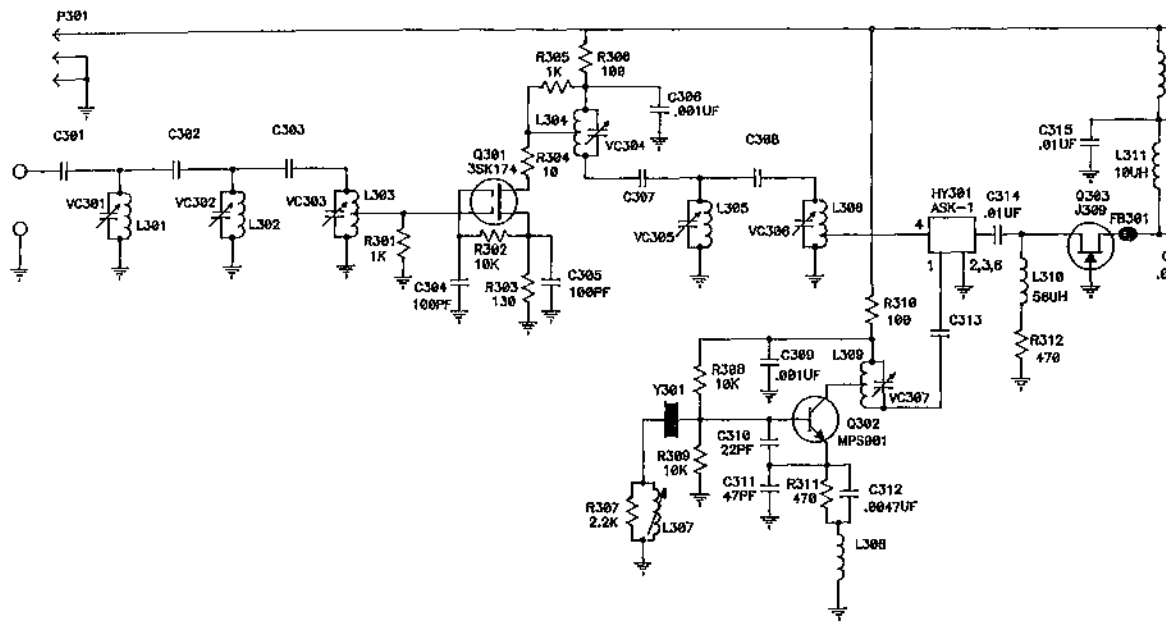 P301
R305
1K
R306
100
C306
.001UF
L304
VC304
C301
C302
C303
Q301
3SK174
R304
10
C307
C308
C315
.01UF
L311
10UH
VC301
L301
VC302
L302
VC303
L303
R301
1K
R302
10K
C304
100PF
R303
130
C305
100PF
VC305
L305
VC306
L306
HY301
ASK-1
4
1
2,3,6
C314
.01UF
Q303
J309
FB301
L310
56UH
R312
470
R310
100
C313
R308
10K
C309
.001UF
L309
VC307
Y301
Q302
MPS901
R309
10K
C310
22PF
C311
47PF
R311
470
C312
.0047UF
R307
2.2K
L307
L308